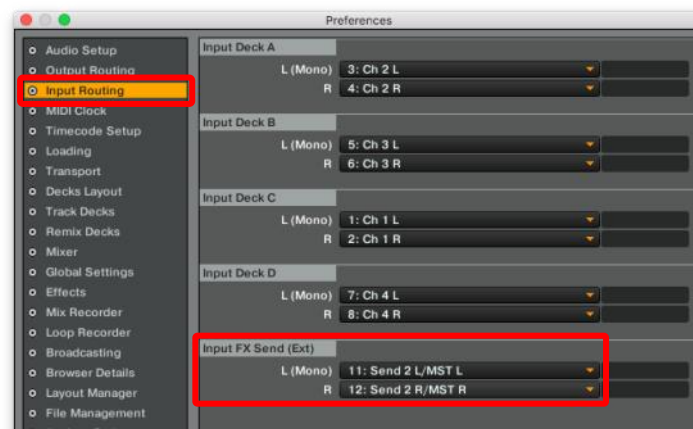 Preferences
Audio Setup
Output Routing
Input Routing
MIDI Clock
Timecode Setup
Loading
Transport
Decks Layout
Track Decks
Remix Decks
Mixer
Global Settings
Effects
Mix Recorder
Loop Recorder
Broadcasting
Browser Details
Layout Manager
File Management
Input Deck A
L (Mono) 3: Ch 2 L
R 4: Ch 2 R
Input Deck B
L (Mono) 5: Ch 3 L
R 6: Ch 3 R
Input Deck C
L (Mono) 1: Ch 1 L
R 2: Ch 1 R
Input Deck D
L (Mono) 7: Ch 4 L
R 8: Ch 4 R
Input FX Send (Ext)
L (Mono) 11: Send 2 L/MST L
R 12: Send 2 R/MST R